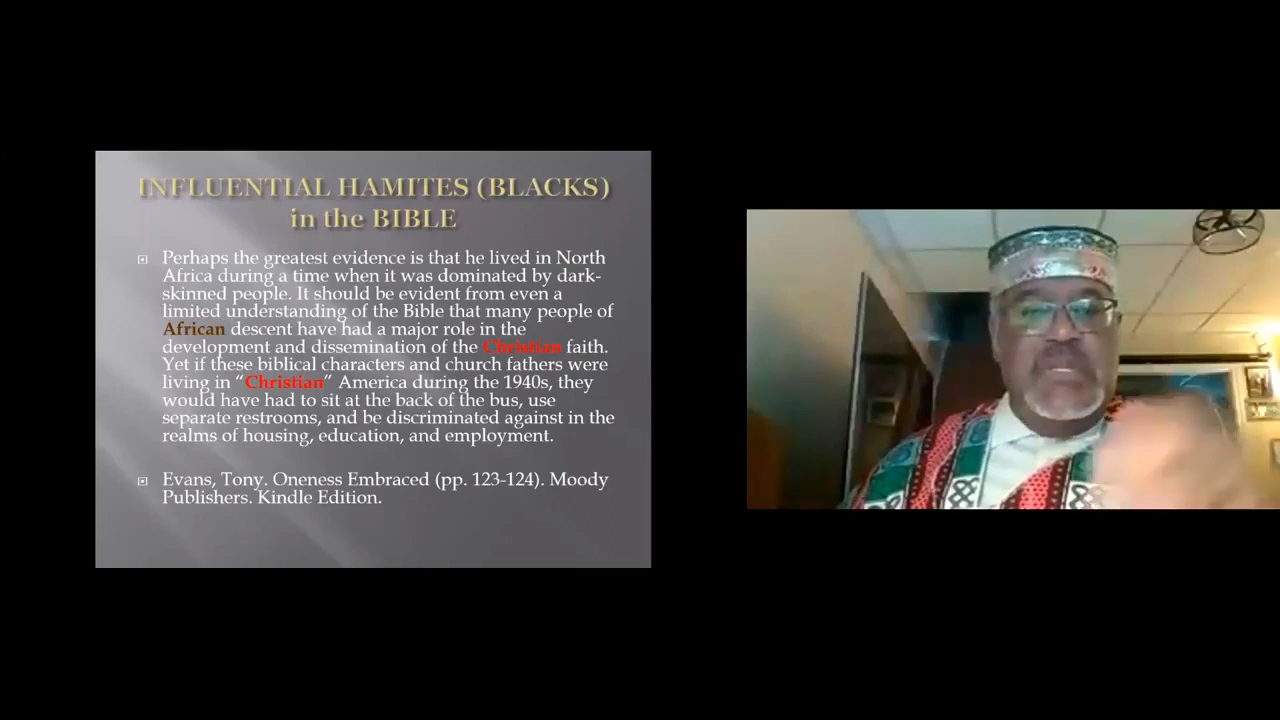 INFLUENTIAL HAMITES (BLACKS)
in the BIBLE
Perhaps the greatest evidence is that he lived in North
Africa during a time when it was dominated by dark-
skinned people. It should be evident from even a
limited understanding of the Bible that many people of
African descent have had a major role in the
development and dissemination of the Christian faith.
Yet if these biblical characters and church fathers were
living in “Christian” America during the 1940s, they
would have had to sit at the back of the bus, use
separate restrooms, and be discriminated against in the
realms of housing, education, and employment.
Evans, Tony. Oneness Embraced (pp. 123-124). Moody
Publishers. Kindle Edition.